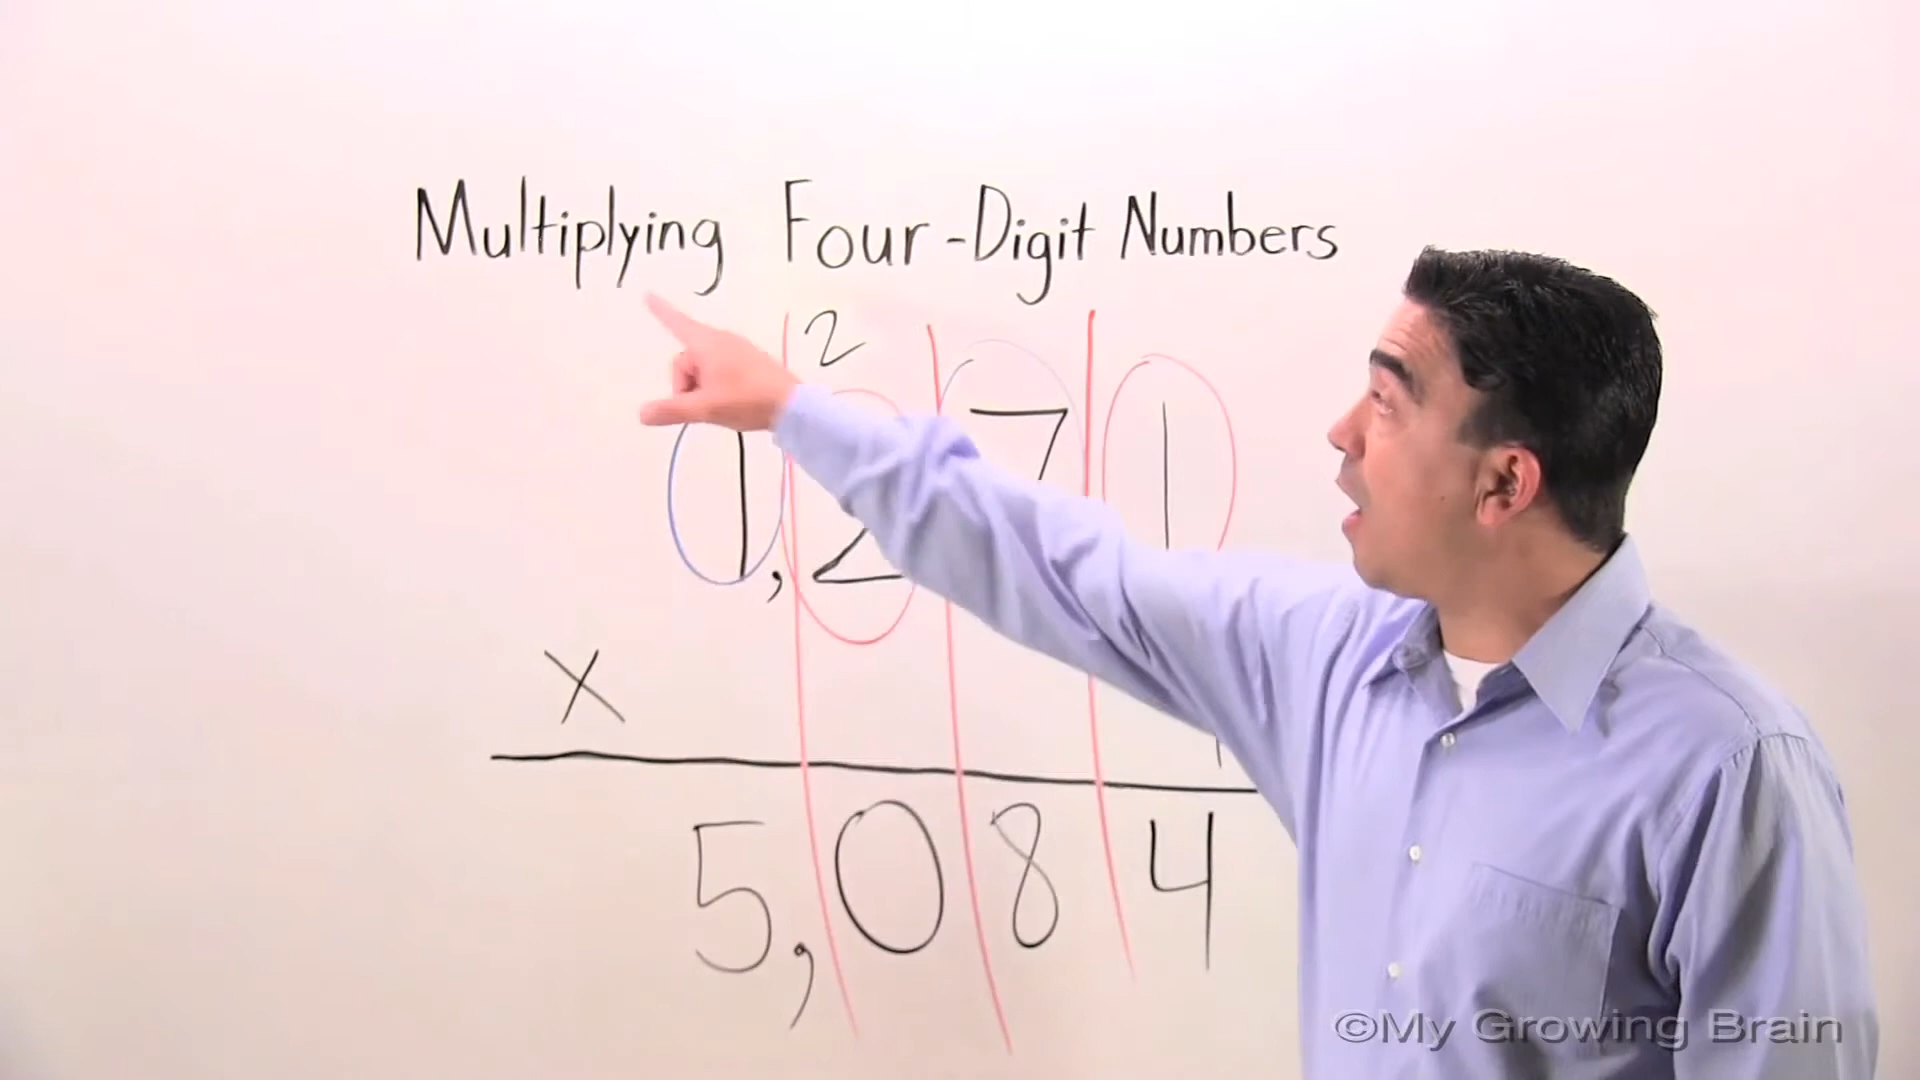 Multiplying Four-Digit Numbers
2
1,271
X
5,084
©My Growing Brain